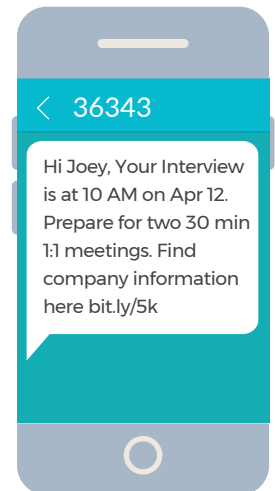 36343
Hi Joey, Your Interview
is at 10 AM on Apr 12.
Prepare for two 30 min
1:1 meetings. Find
company information
here bit.ly/5k